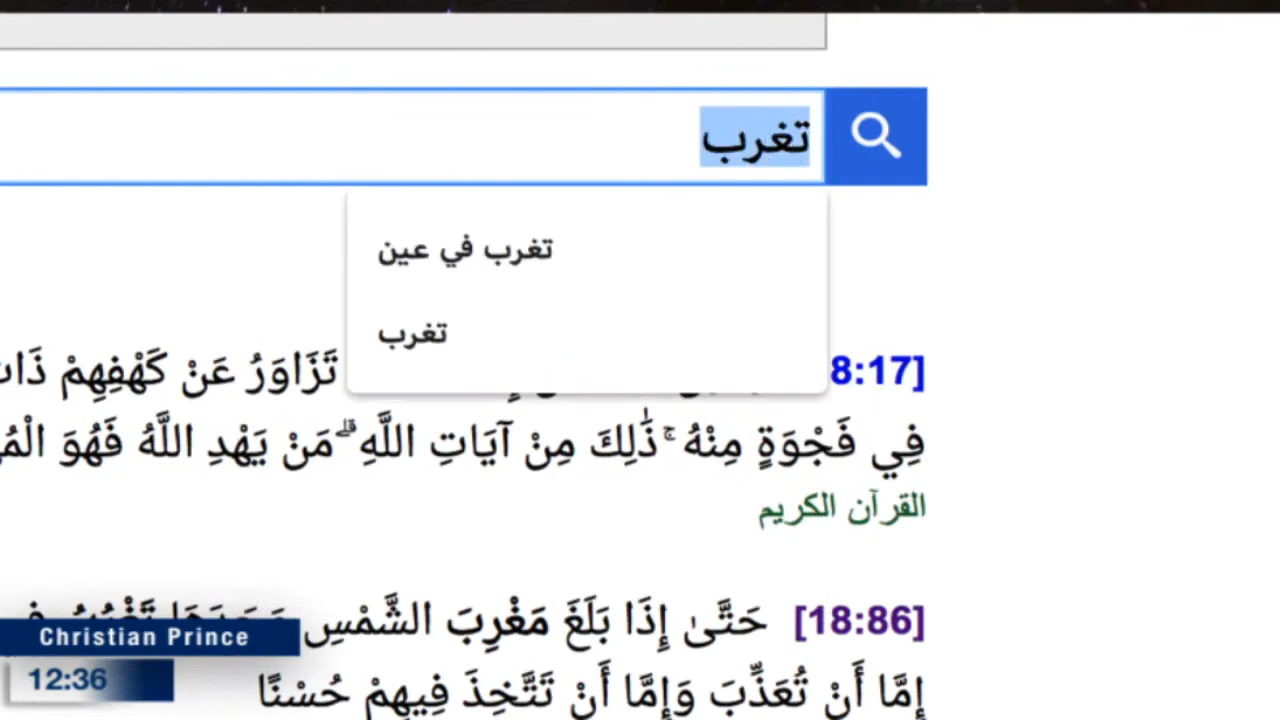 تغرب
تغرب في عين
تغرب
8:17] تَزَاوَرُ عَنْ كَهْفِهِمْ
فِي فَجْوَةٍ مِنْهُ ۚ ذَٰلِكَ مِنْ آيَاتِ اللَّهِ ۗ مَنْ يَهْدِ اللَّهُ فَهُوَ
القرآن الكريم
[18:86] حَتَّىٰ إِذَا بَلَغَ مَغْرِبَ الشَّمْسِ
إِمَّا أَنْ تُعَذِّبَ وَإِمَّا أَنْ تَتَّخِذَ فِيهِمْ حُسْنًا
Christian Prince
12:36